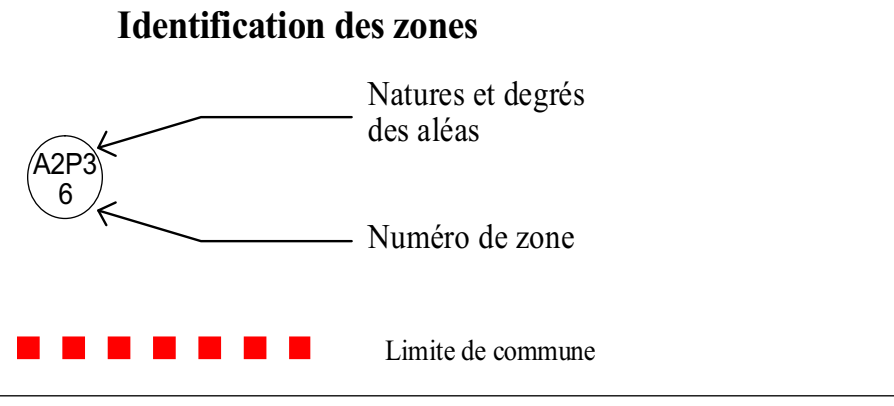 Identification des zones
Natures et degrés
des aléas
A2P3
6
Numéro de zone
Limite de commune